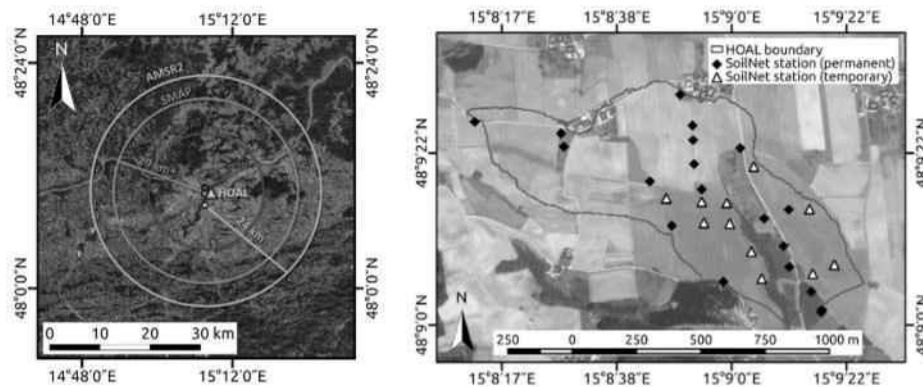 14°48'0"E
15°12'0"E
N
AMSR2
SMAP
HOAL
24 km
48°24'0"N
48°0'0"N
0
10
20
30 km
14°48'0"E
15°12'0"E
15°8'17"E
15°8'38"E
15°9'0"E
15°9'22"E
HOAL boundary
SoilNet station (permanent)
SoilNet station (temporary)
48°9'22"N
48°9'22"N
48°9'0"N
48°9'0"N
N
250
0
250
500
750
1000 m
15°8'17"E
15°8'38"E
15°9'0"E
15°9'22"E